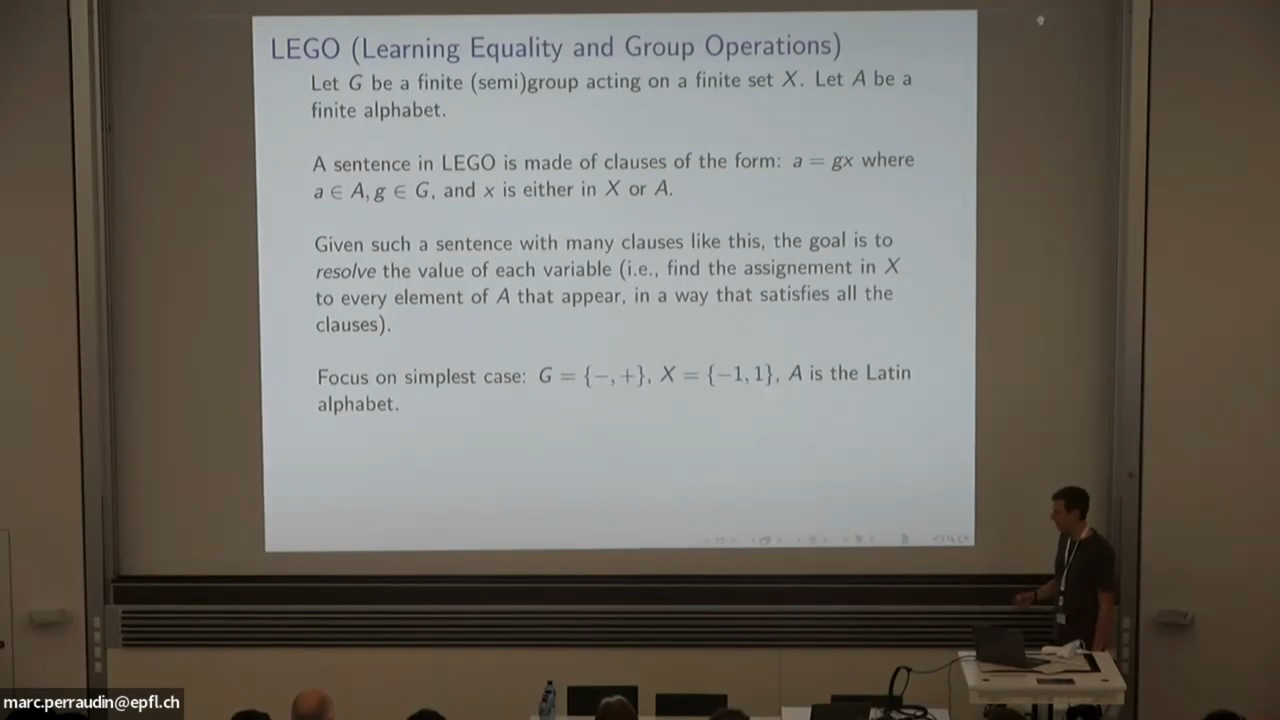 LEGO (Learning Equality and Group Operations)
Let G be a finite (semi)group acting on a finite set X. Let A be a
finite alphabet.
A sentence in LEGO is made of clauses of the form: a = gx where
a ∈ A, g ∈ G, and x is either in X or A.
Given such a sentence with many clauses like this, the goal is to
resolve the value of each variable (i.e., find the assignement in X
to every element of A that appear, in a way that satisfies all the
clauses).
Focus on simplest case: G = {−, +}, X = {−1, 1}, A is the Latin
alphabet.
marc.perraudin@epfl.ch